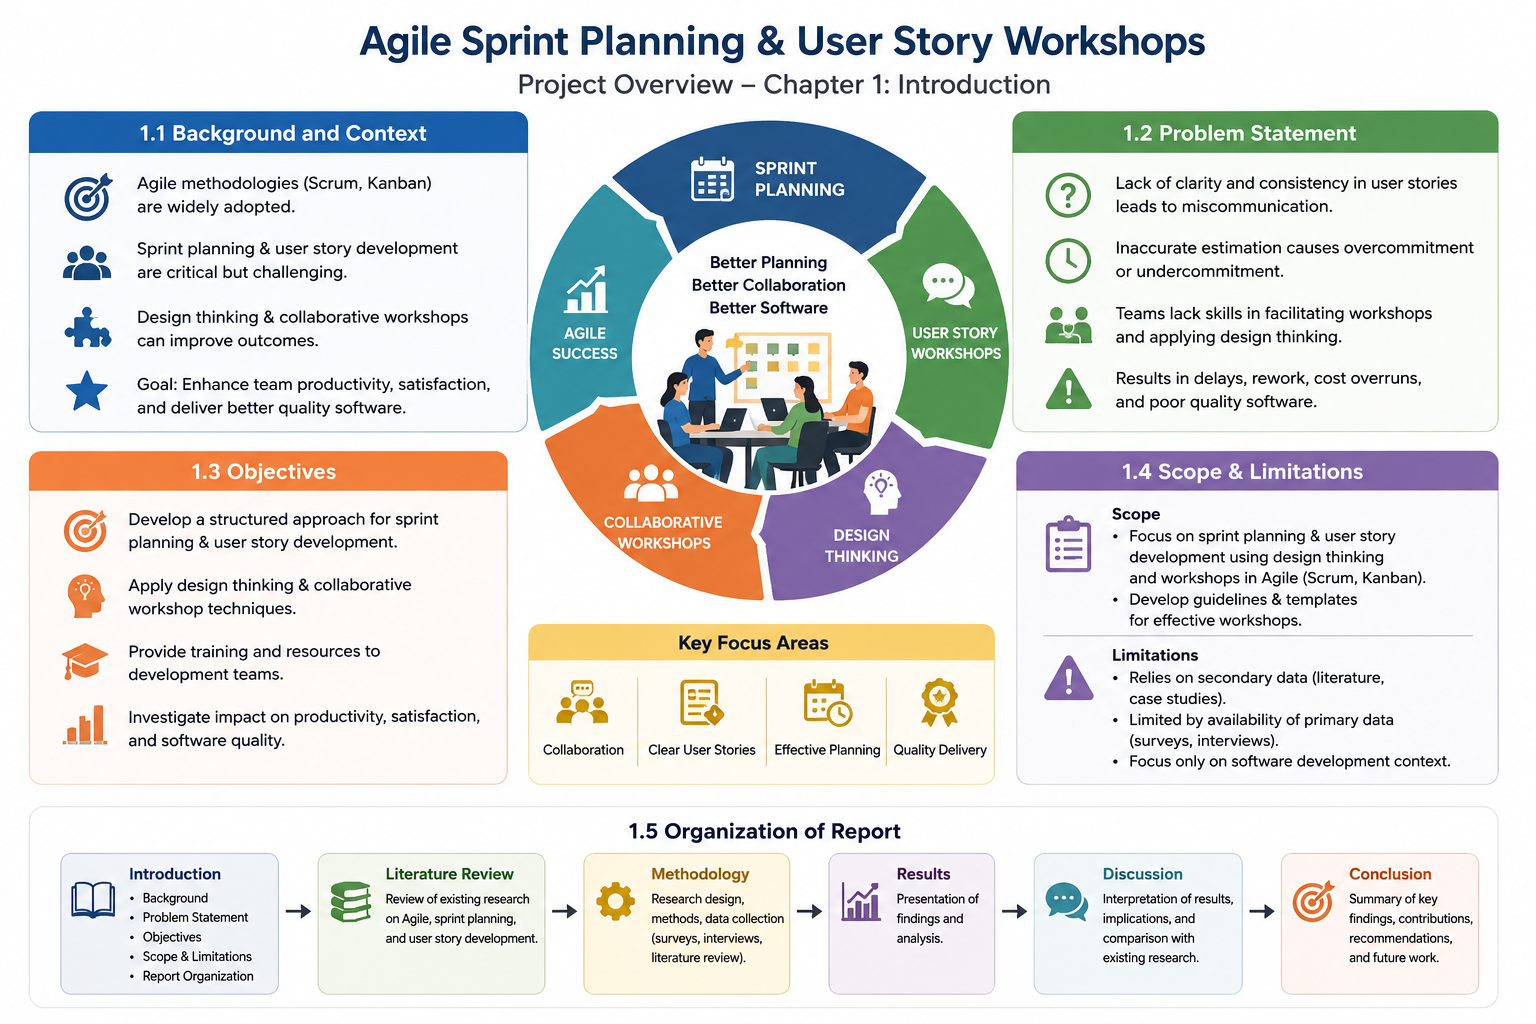 Agile Sprint Planning & User Story Workshops
Project Overview – Chapter 1: Introduction
1.1 Background and Context
Agile methodologies (Scrum, Kanban)
are widely adopted.
Sprint planning & user story development
are critical but challenging.
Design thinking & collaborative workshops
can improve outcomes.
Goal: Enhance team productivity, satisfaction,
and deliver better quality software.
SPRINT
PLANNING
USER STORY
WORKSHOPS
DESIGN
THINKING
COLLABORATIVE
WORKSHOPS
AGILE
SUCCESS
Better Planning
Better Collaboration
Better Software
1.2 Problem Statement
Lack of clarity and consistency in user stories
leads to miscommunication.
Inaccurate estimation causes overcommitment
or undercommitment.
Teams lack skills in facilitating workshops
and applying design thinking.
Results in delays, rework, cost overruns,
and poor quality software.
1.3 Objectives
Develop a structured approach for sprint
planning & user story development.
Apply design thinking & collaborative
workshop techniques.
Provide training and resources to
development teams.
Investigate impact on productivity, satisfaction,
and software quality.
Key Focus Areas
Collaboration
Clear User Stories
Effective Planning
Quality Delivery
1.4 Scope & Limitations
Scope
• Focus on sprint planning & user story
development using design thinking
and workshops in Agile (Scrum, Kanban).
• Develop guidelines & templates
for effective workshops.
Limitations
• Relies on secondary data (literature,
case studies).
• Limited by availability of primary data
(surveys, interviews).
• Focus only on software development context.
1.5 Organization of Report
Introduction
• Background
• Problem Statement
• Objectives
• Scope & Limitations
• Report Organization
Literature Review
Review of existing research
on Agile, sprint planning,
and user story development.
Methodology
Research design,
methods, data collection
(surveys, interviews,
literature review).
Results
Presentation of
findings and
analysis.
Discussion
Interpretation of results,
implications, and
comparison with
existing research.
Conclusion
Summary of key
findings, contributions,
recommendations,
and future work.